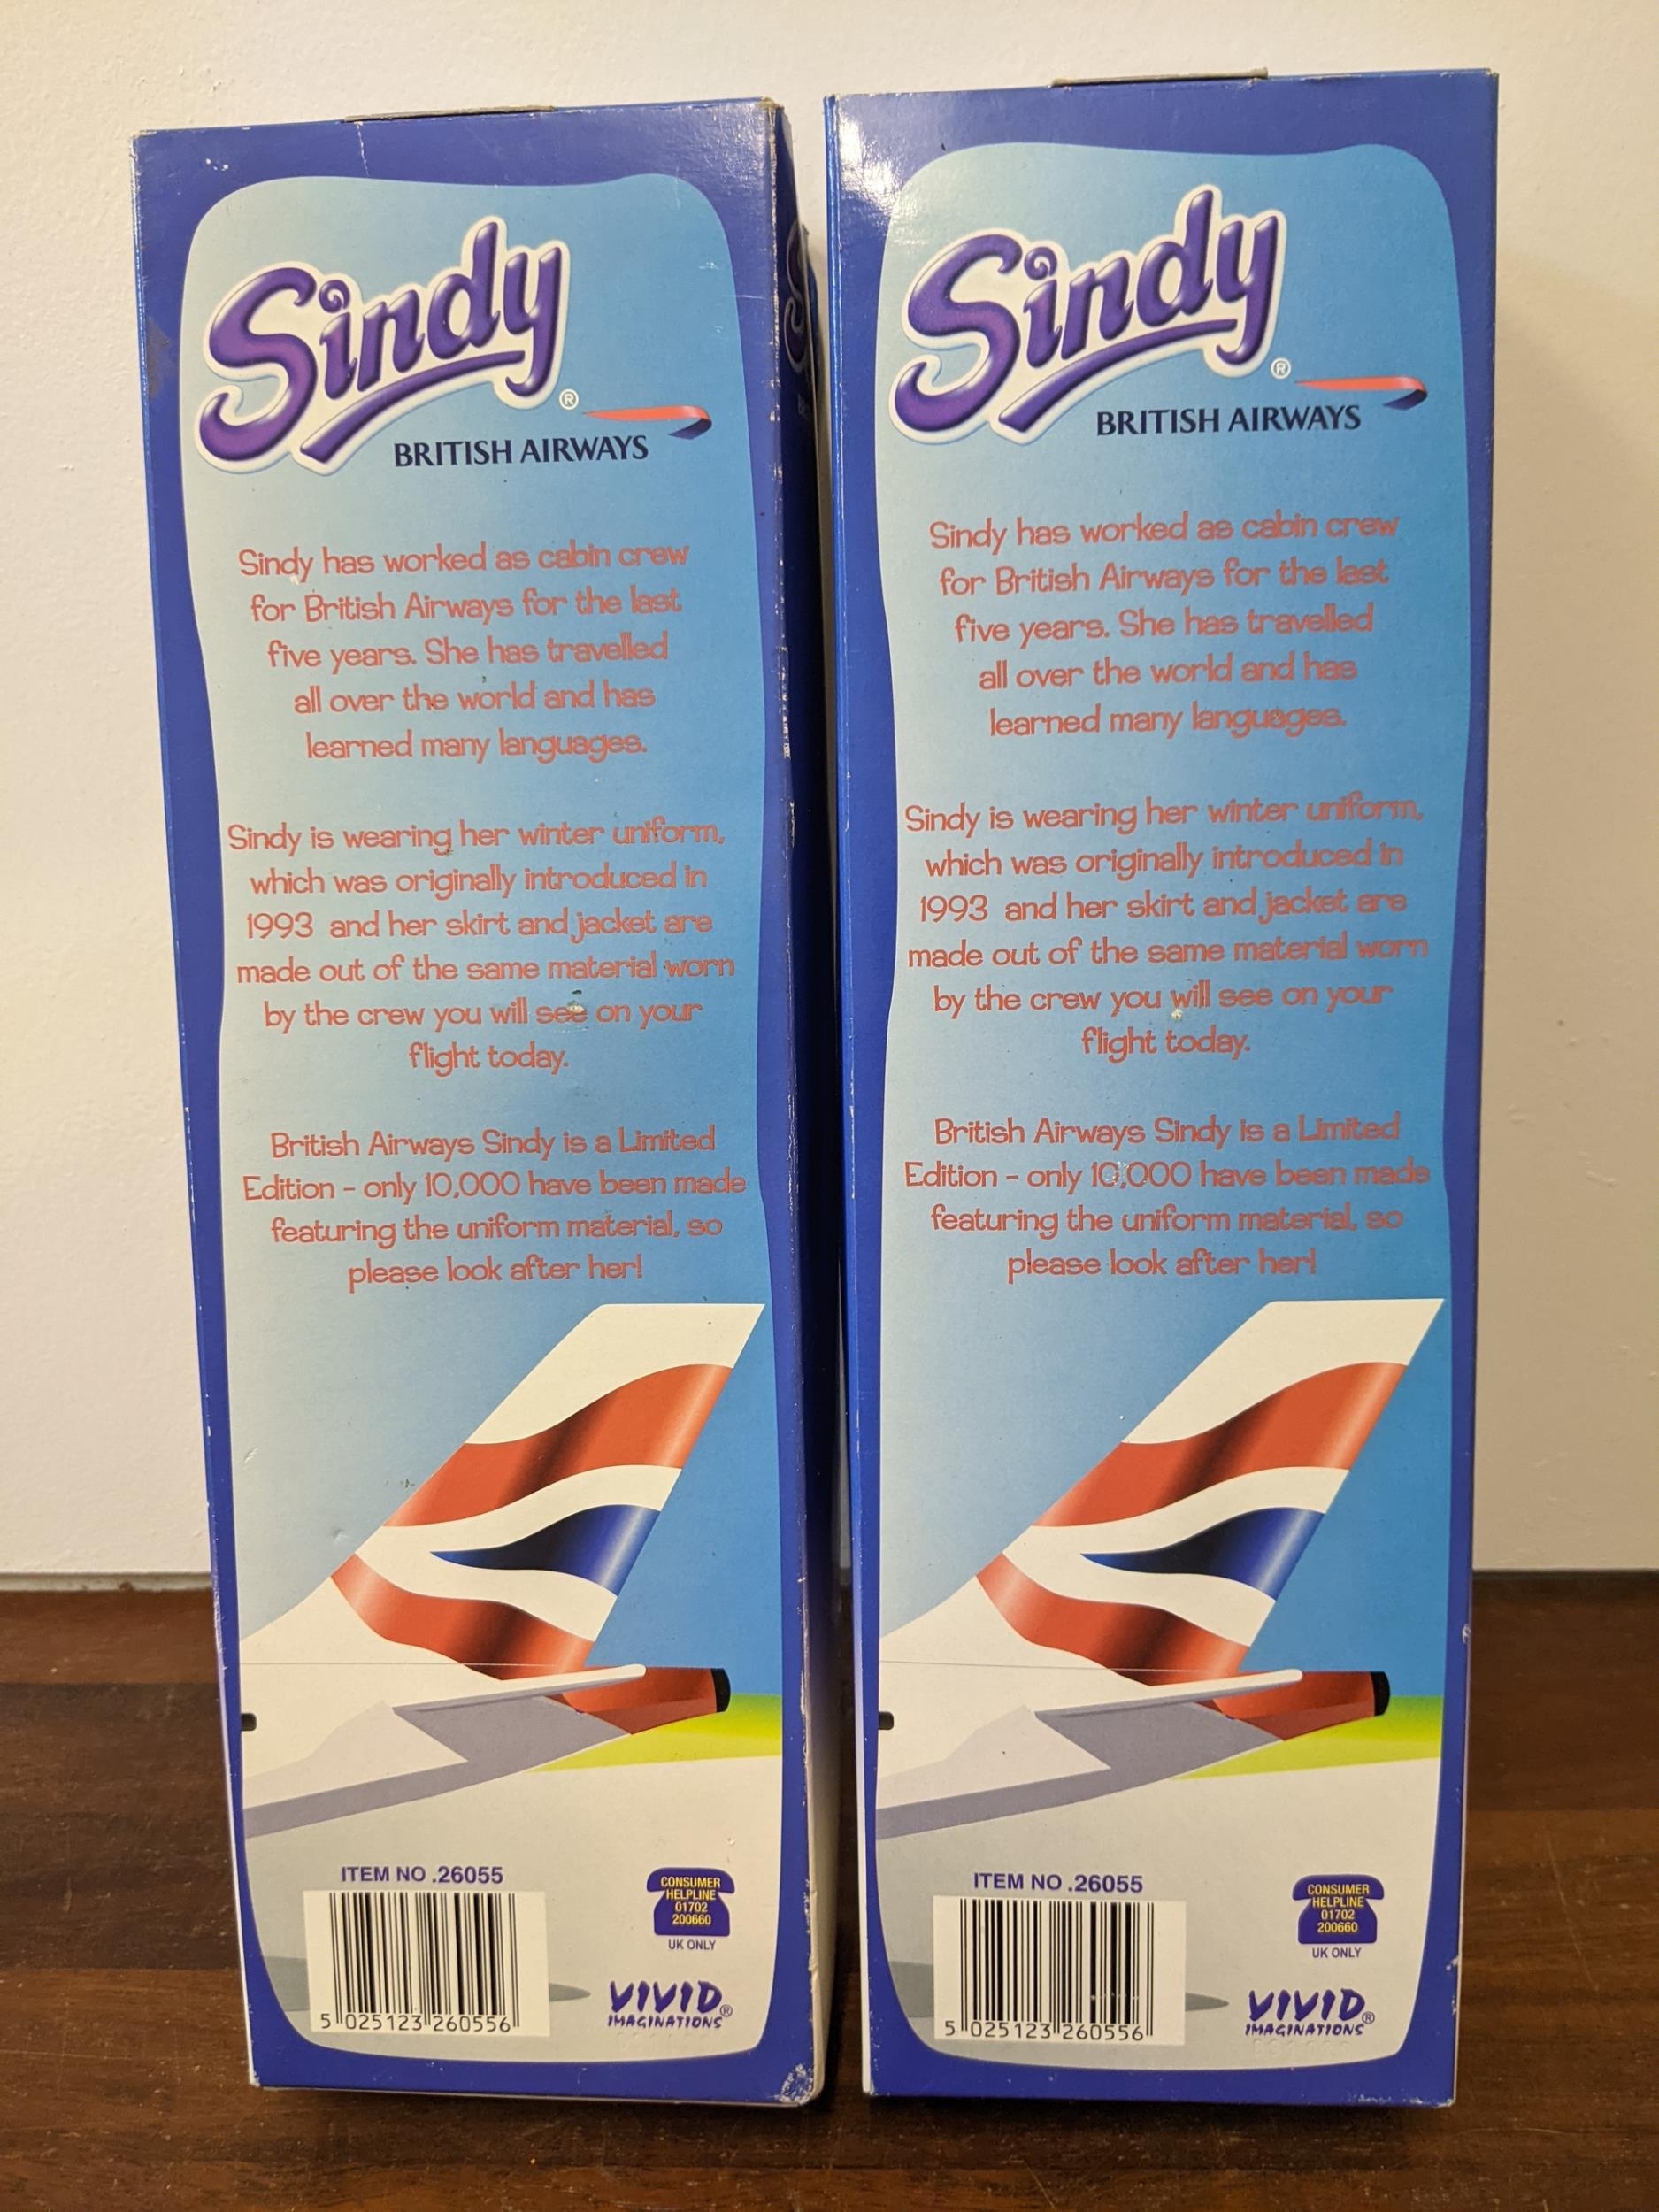 Sindy®
BRITISH AIRWAYS
Sindy has worked as cabin crew
for British Airways for the last
five years. She has travelled
all over the world and has
learned many languages.
Sindy is wearing her winter uniform,
which was originally introduced in
1993 and her skirt and jacket are
made out of the same material worn
by the crew you will see on your
flight today.
British Airways Sindy is a Limited
Edition - only 10,000 have been made
featuring the uniform material, so
please look after her!
ITEM NO .26055
5 025123 260556
CONSUMER
HELPLINE
01702
200660
UK ONLY
VIVID®
IMAGINATIONS
Sindy®
BRITISH AIRWAYS
Sindy has worked as cabin crew
for British Airways for the last
five years. She has travelled
all over the world and has
learned many languages.
Sindy is wearing her winter uniform,
which was originally introduced in
1993 and her skirt and jacket are
made out of the same material worn
by the crew you will see on your
flight today.
British Airways Sindy is a Limited
Edition - only 10,000 have been made
featuring the uniform material, so
please look after her!
ITEM NO .26055
5 025123 260556
CONSUMER
HELPLINE
01702
200660
UK ONLY
VIVID®
IMAGINATIONS